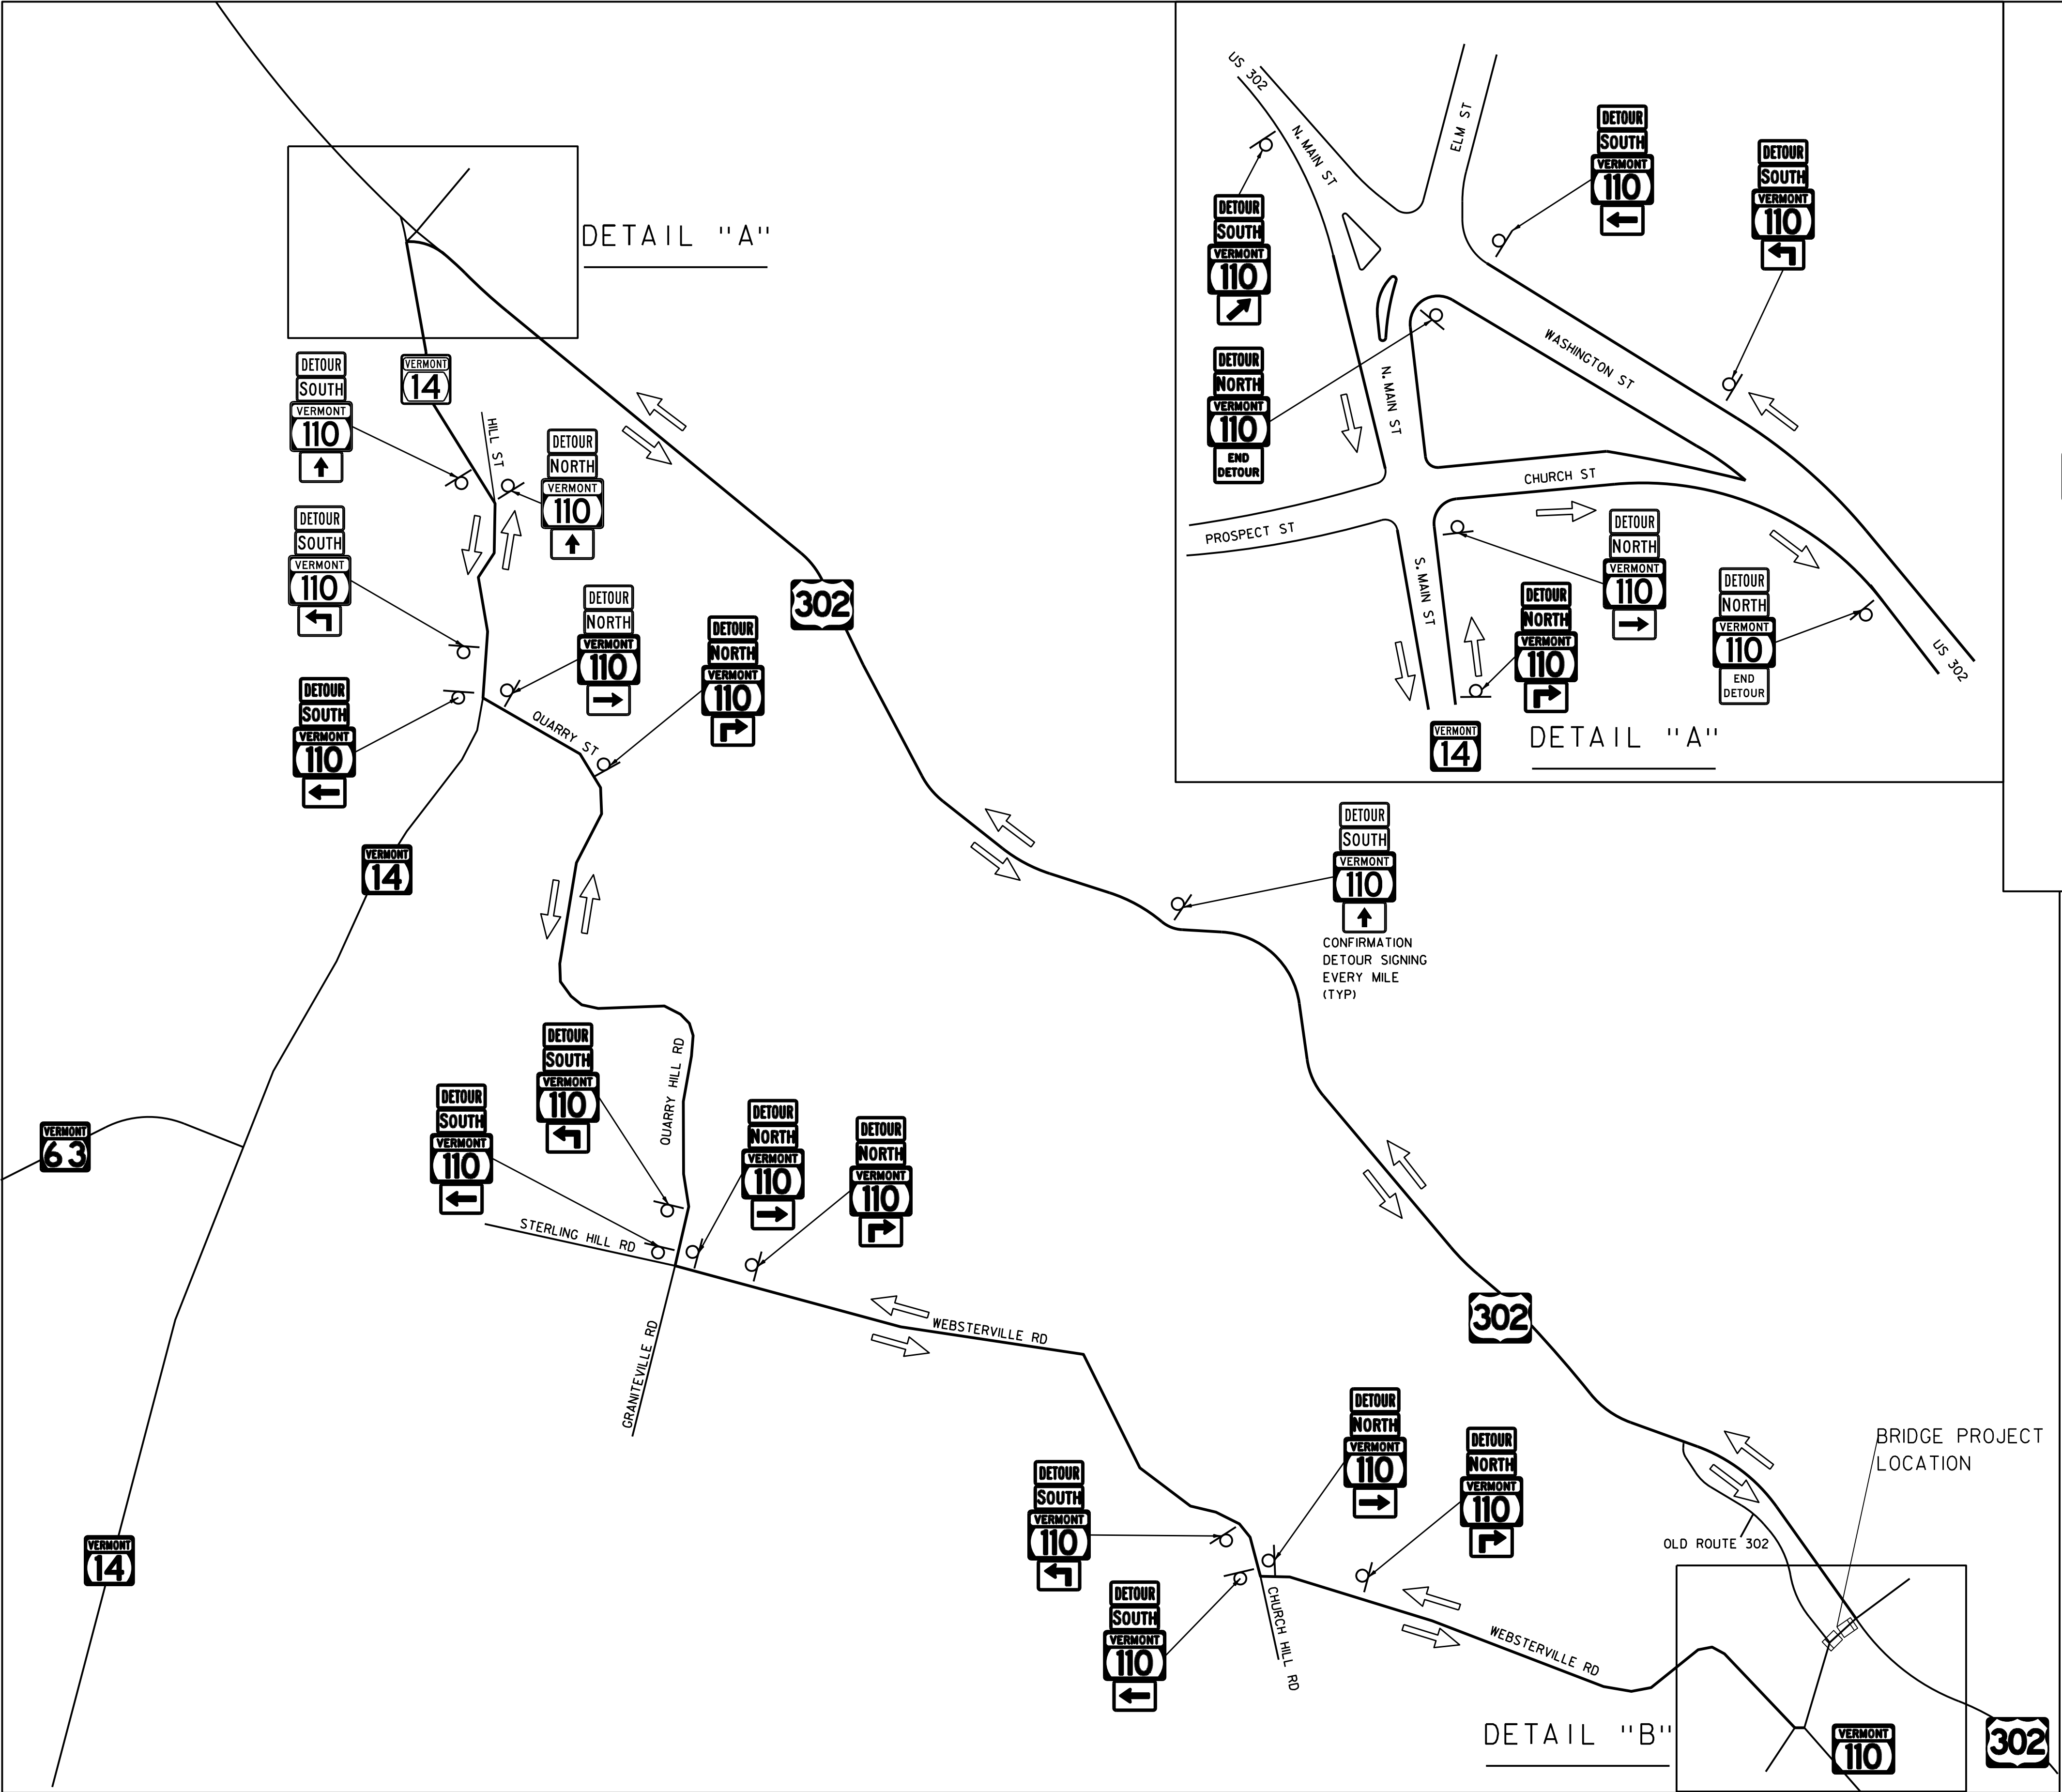 DETAIL "A"
VERMONT
14
HILL ST
DETOUR
SOUTH
VERMONT
110
DETOUR
NORTH
VERMONT
110
DETOUR
SOUTH
VERMONT
110
DETOUR
NORTH
VERMONT
110
DETOUR
NORTH
VERMONT
110
302
DETOUR
SOUTH
VERMONT
110
QUARRY ST
VERMONT
14
US 302
N. MAIN ST
ELM ST
DETOUR
SOUTH
VERMONT
110
DETOUR
SOUTH
VERMONT
110
DETOUR
SOUTH
VERMONT
110
DETOUR
NORTH
VERMONT
110
END
DETOUR
N. MAIN ST
WASHINGTON ST
CHURCH ST
PROSPECT ST
S. MAIN ST
DETOUR
NORTH
VERMONT
110
DETOUR
NORTH
VERMONT
110
DETOUR
NORTH
VERMONT
110
END
DETOUR
US 302
VERMONT
14
DETAIL "A"
DETOUR
SOUTH
VERMONT
110
CONFIRMATION
DETOUR SIGNING
EVERY MILE
(TYP)
VERMONT
63
DETOUR
SOUTH
VERMONT
110
DETOUR
SOUTH
VERMONT
110
QUARRY HILL RD
DETOUR
NORTH
VERMONT
110
DETOUR
NORTH
VERMONT
110
STERLING HILL RD
GRANITEVILLE RD
WEBSTERVILLE RD
302
VERMONT
14
DETOUR
SOUTH
VERMONT
110
DETOUR
NORTH
VERMONT
110
DETOUR
NORTH
VERMONT
110
DETOUR
SOUTH
VERMONT
110
CHURCH HILL RD
WEBSTERVILLE RD
BRIDGE PROJECT
LOCATION
OLD ROUTE 302
DETAIL "B"
VERMONT
110
302